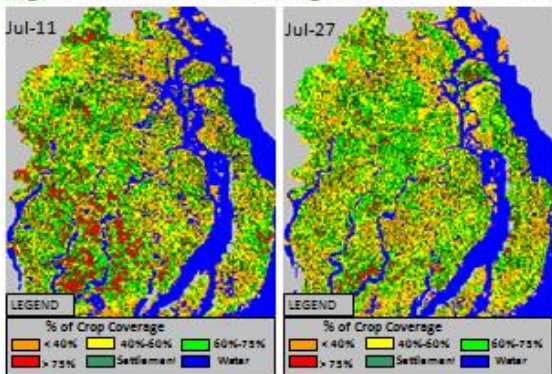 Jul-11
Jul-27
LEGEND
% of Crop Coverage
< 40% 40%-60% 60%-75%
> 75% Settlement Water
LEGEND
% of Crop Coverage
< 40% 40%-60% 60%-75%
> 75% Settlement Water